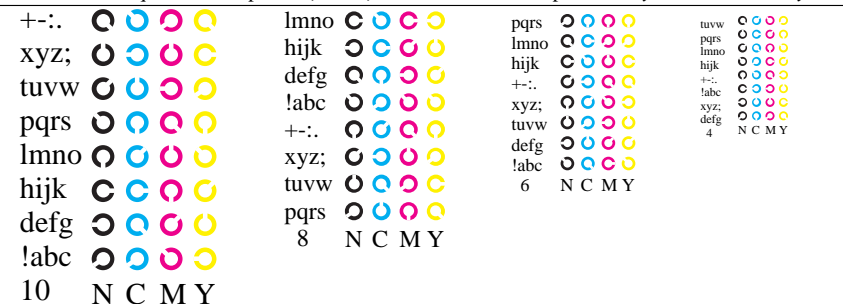 +-:.
xyz;
tuvw
pqrs
lmno
hijk
defg
!abc
10 N C M Y
lmno
hijk
defg
!abc
+-:.
xyz;
tuvw
pqrs
8 N C M Y
pqrs
lmno
hijk
+-:.
xyz;
tuvw
defg
!abc
6 N C M Y
tuvw
pqrs
lmno
hijk
+-:.
!abc
xyz;
defg
4 N C M Y